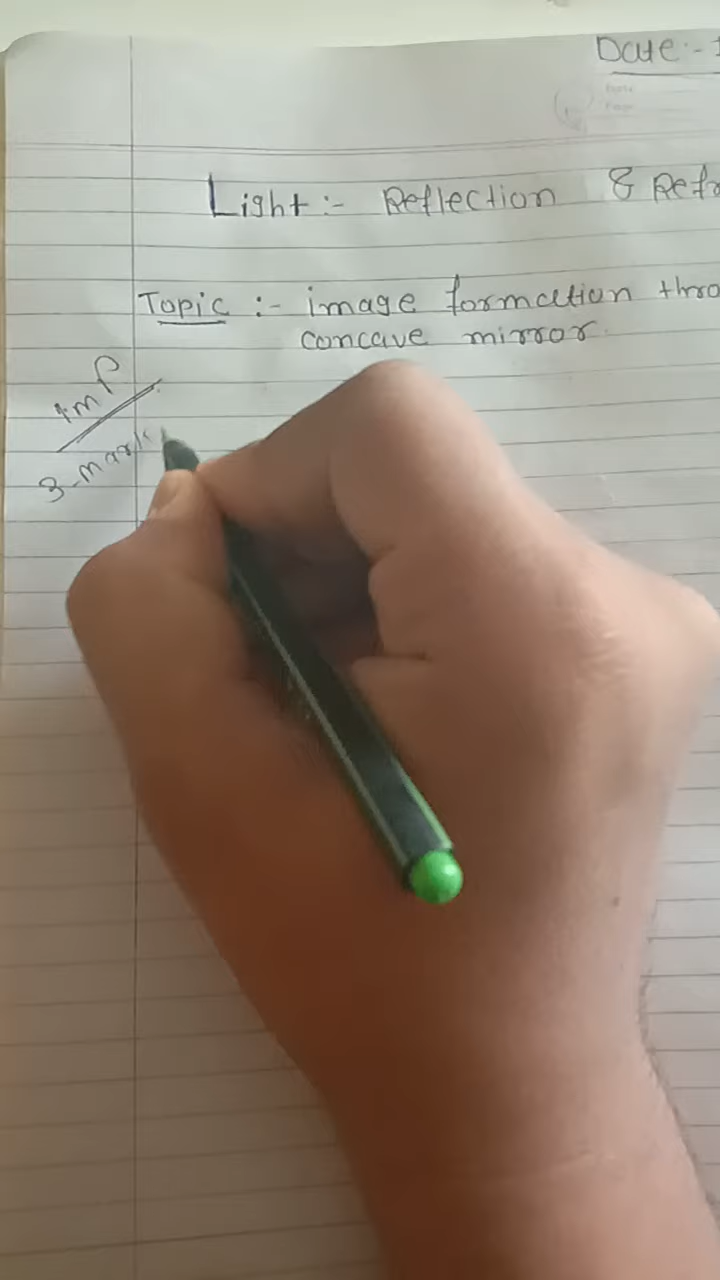 Date :-
Light :- Reflection & Refr
Topic :- image formation thro
concave mirror.
Imp
3-mark